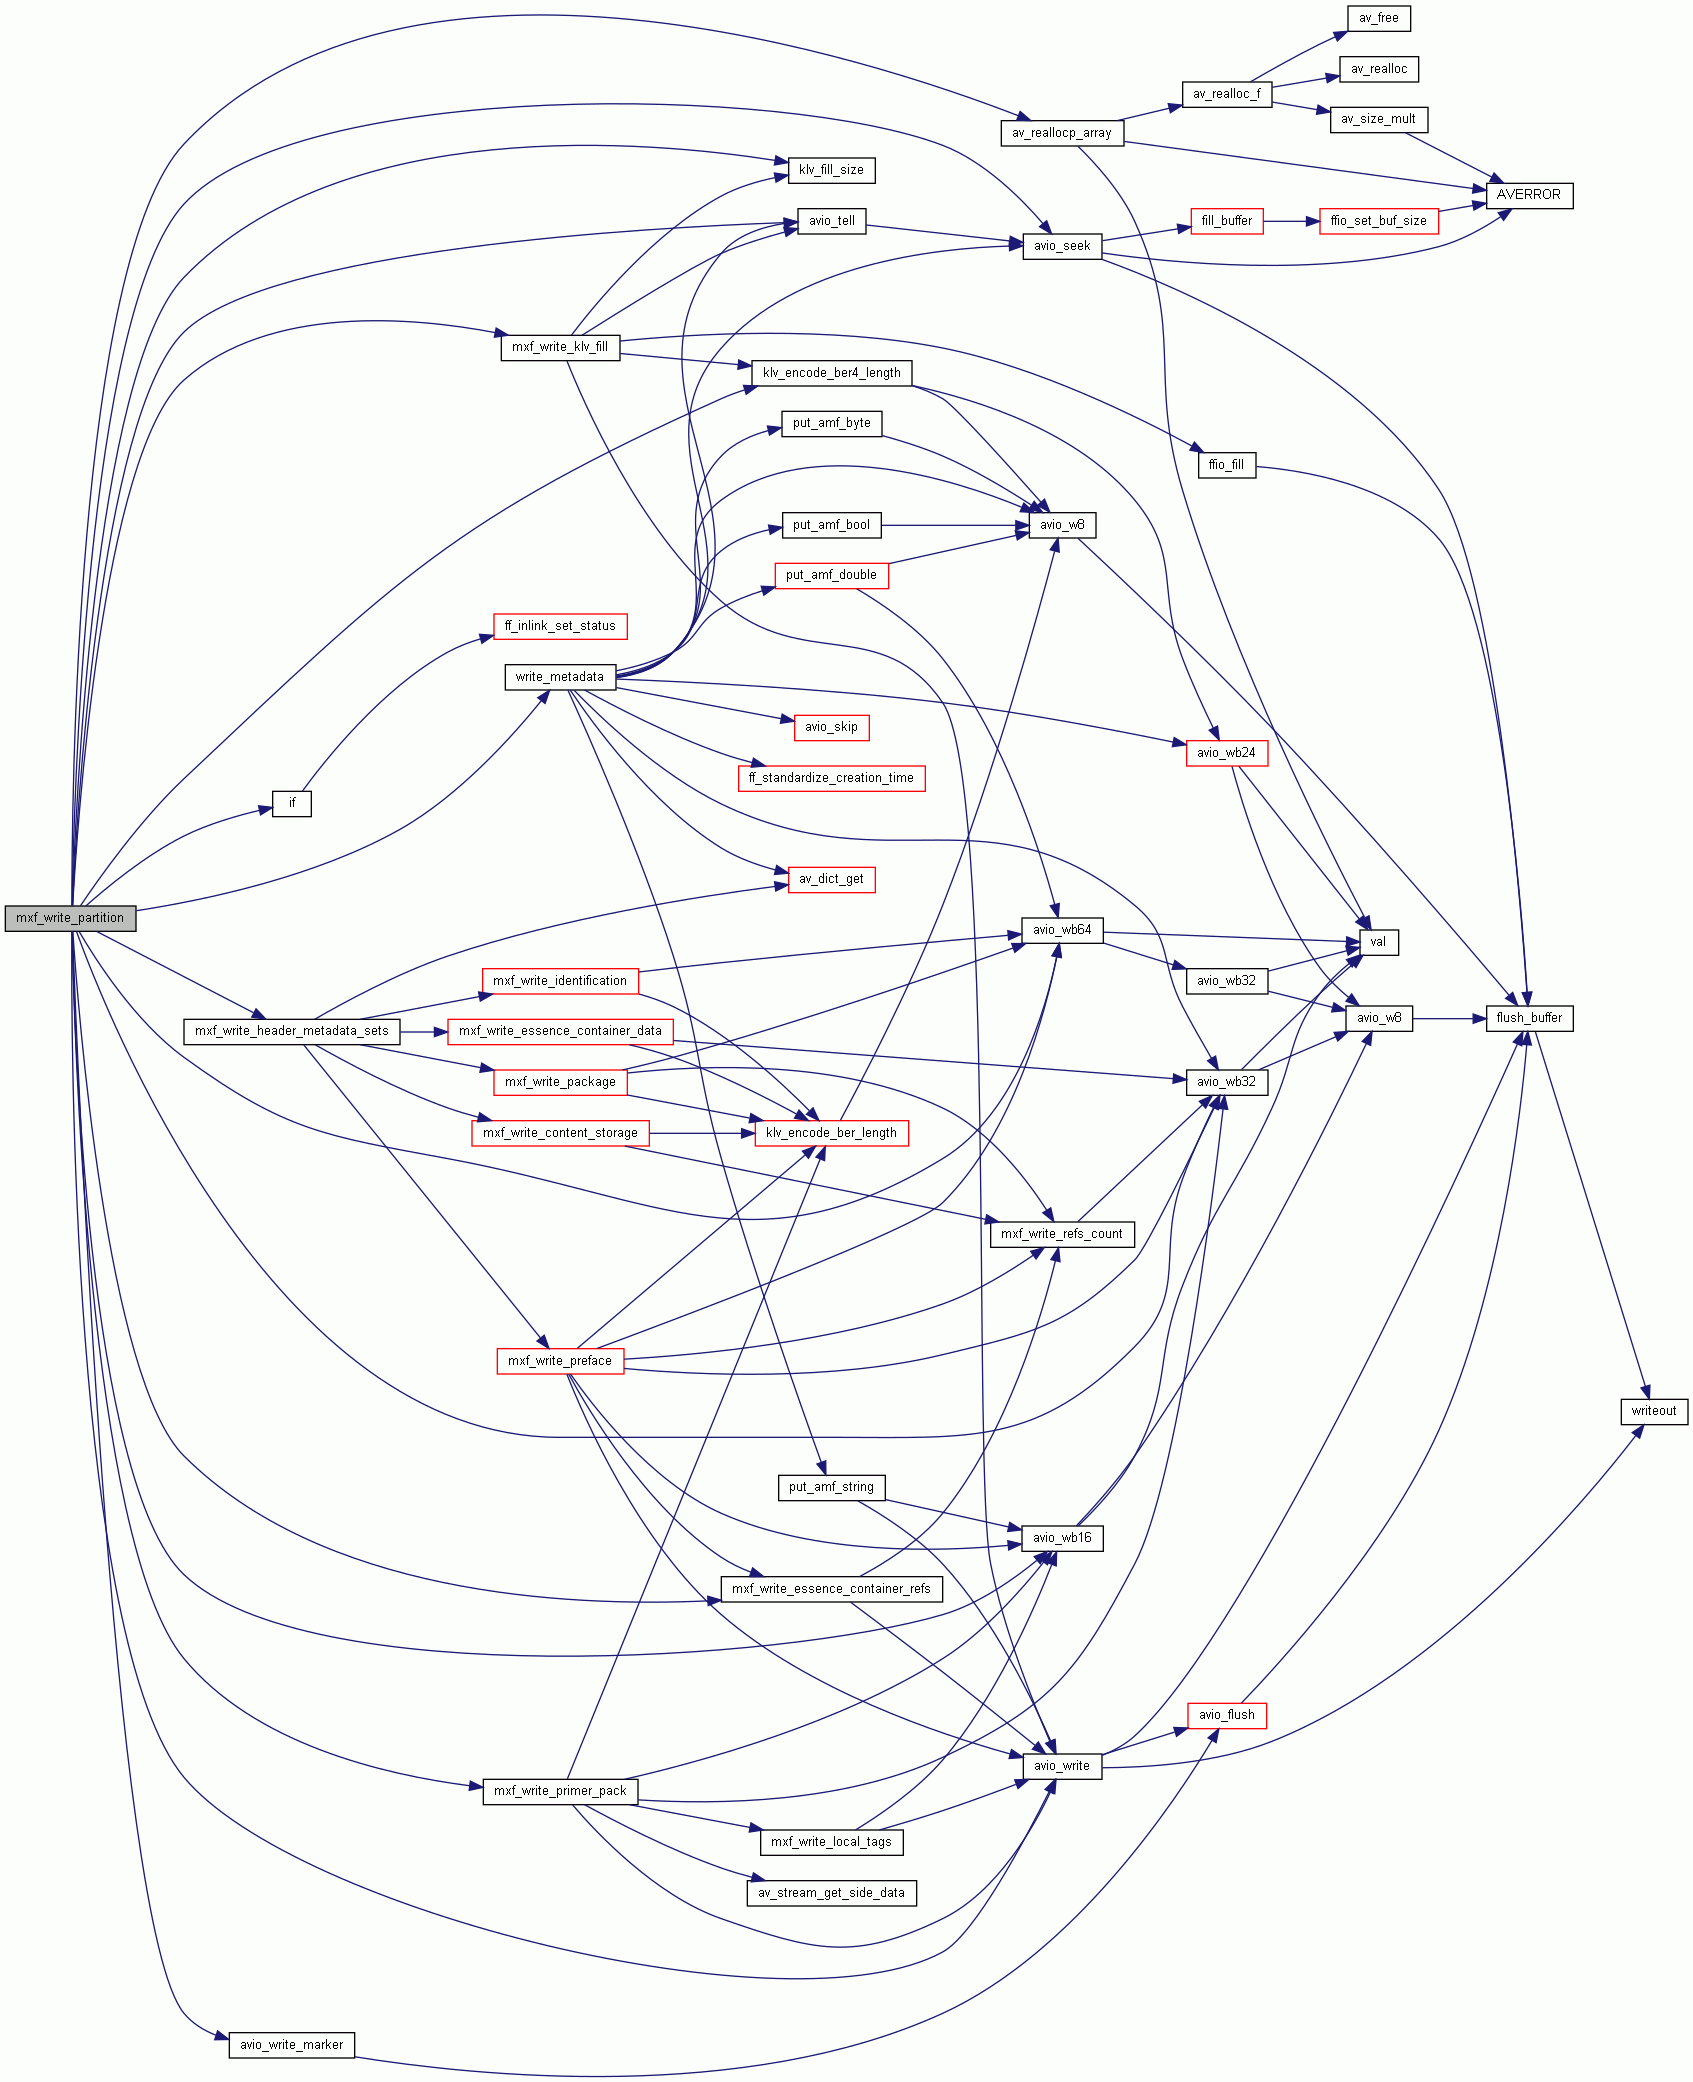 av_free
av_realloc
av_realloc_f
av_size_mult
av_reallocp_array
klv_fill_size
AVERROR
avio_tell
fill_buffer
ffio_set_buf_size
avio_seek
mxf_write_klv_fill
klv_encode_ber4_length
put_amf_byte
ffio_fill
put_amf_bool
avio_w8
put_amf_double
ff_inlink_set_status
write_metadata
avio_skip
avio_wb24
ff_standardize_creation_time
if
av_dict_get
mxf_write_partition
avio_wb64
val
mxf_write_identification
avio_wb32
avio_w8
flush_buffer
mxf_write_header_metadata_sets
mxf_write_essence_container_data
mxf_write_package
avio_wb32
mxf_write_content_storage
klv_encode_ber_length
mxf_write_refs_count
mxf_write_preface
writeout
put_amf_string
avio_wb16
mxf_write_essence_container_refs
avio_flush
avio_write
mxf_write_primer_pack
mxf_write_local_tags
av_stream_get_side_data
avio_write_marker